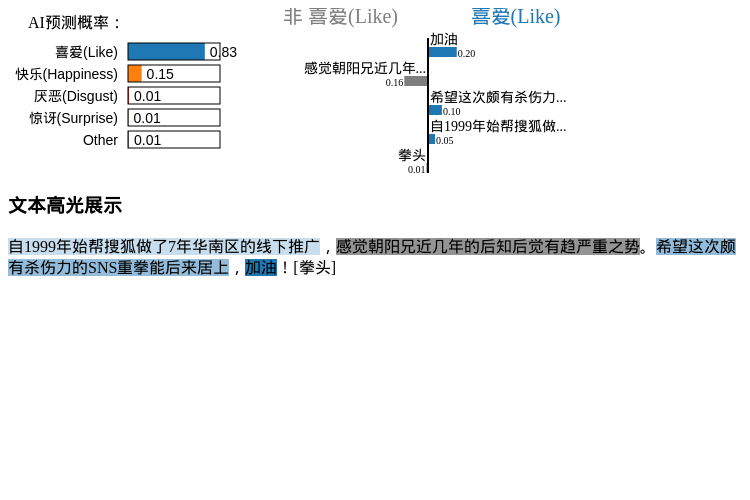 AI预测概率：
喜爱(Like) 0.83
快乐(Happiness) 0.15
厌恶(Disgust) 0.01
惊讶(Surprise) 0.01
Other 0.01
非 喜爱(Like) 喜爱(Like)
加油
0.20
感觉朝阳兄近几年...
0.16
希望这次颇有杀伤力...
0.10
自1999年始帮搜狐做...
0.05
拳头
0.01
文本高光展示
自1999年始帮搜狐做了7年华南区的线下推广，感觉朝阳兄近几年的后知后觉有趋严重之势。希望这次颇
有杀伤力的SNS重拳能后来居上，加油！[拳头]